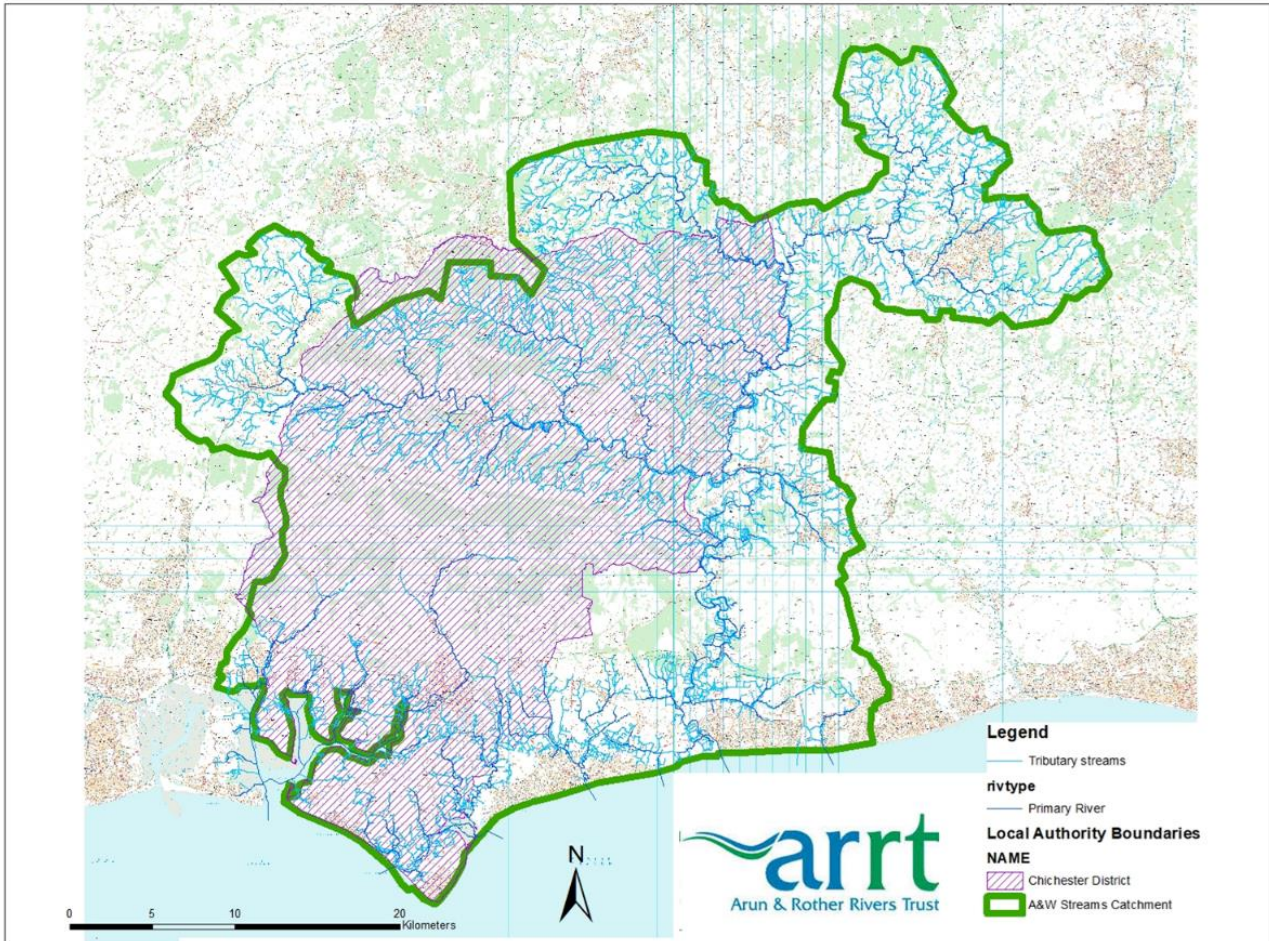 Legend
Tributary streams
rivtype
Primary River
Local Authority Boundaries
NAME
Chichester District
A&W Streams Catchment
arrt
Arun & Rother Rivers Trust
N
0 5 10 20
Kilometers